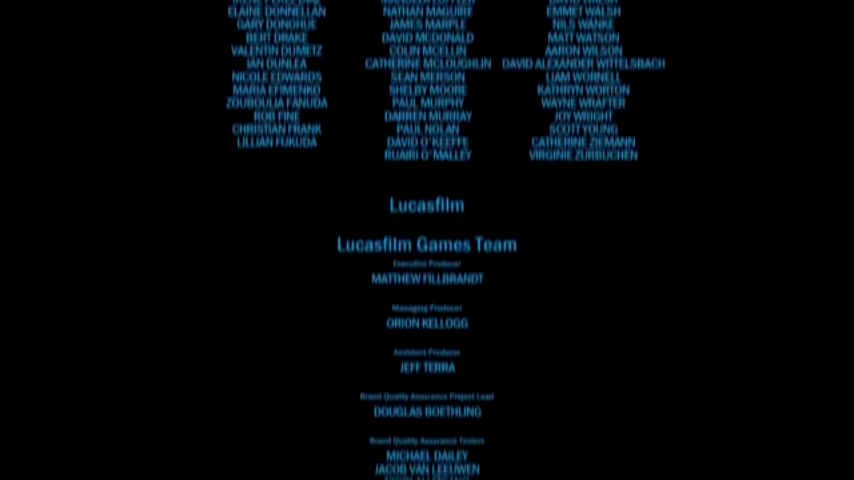 ELAINE DONNELLAN NATHAN MAGUIRE EMMET WALSH
GARY DONOHUE JAMES MARPLE NILS WANKE
BERT DRAKE DAVID MCDONALD MATT WATSON
VALENTIN DUMETZ COLIN MCELLIN AARON WILSON
IAN DUNLEA CATHERINE MCLOUGHLIN DAVID ALEXANDER WITTELSBACH
NICOLE EDWARDS SEAN MERSON LIAM WORNELL
MARIA EFIMENKO SHELBY MOORE KATHRYN WORTON
ZOUBOULIA FANUDA PAUL MURPHY WAYNE WRAFTER
ROB FINE DARREN MURRAY JOY WRIGHT
CHRISTIAN FRANK PAUL NOLAN SCOTT YOUNG
LILLIAN FUKUDA DAVID O'KEEFFE CATHERINE ZIEMANN
RUAIRI O'MALLEY VIRGINIE ZURBUCHEN
Lucasfilm
Lucasfilm Games Team
Executive Producer
MATTHEW FILLBRANDT
Managing Producer
ORION KELLOGG
Assistant Producer
JEFF TERRA
Brand Quality Assurance Project Lead
DOUGLAS BOETHLING
Brand Quality Assurance Testers
MICHAEL DAILEY
JACOB VAN LEEUWEN